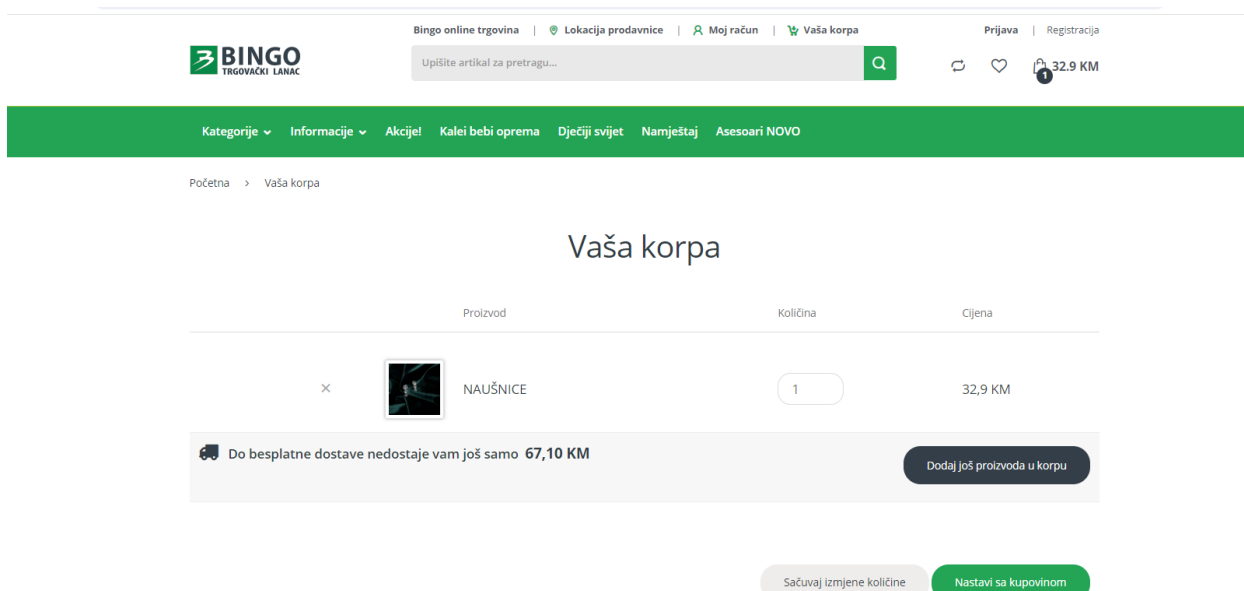 Bingo online trgovina | Lokacija prodavnice | Moj račun | Vaša korpa
Prijava | Registracija
BINGO
TRGOVAČKI LANAC
Upišite artikal za pretragu...
32.9 KM
1
Kategorije Informacije Akcije! Kalei bebi oprema Dječiji svijet Namještaj Asesoari NOVO
Početna > Vaša korpa
Vaša korpa
Proizvod Količina Cijena
× NAUŠNICE 1 32,9 KM
Do besplatne dostave nedostaje vam još samo 67,10 KM
Dodaj još proizvoda u korpu
Sačuvaj izmjene količine Nastavi sa kupovinom